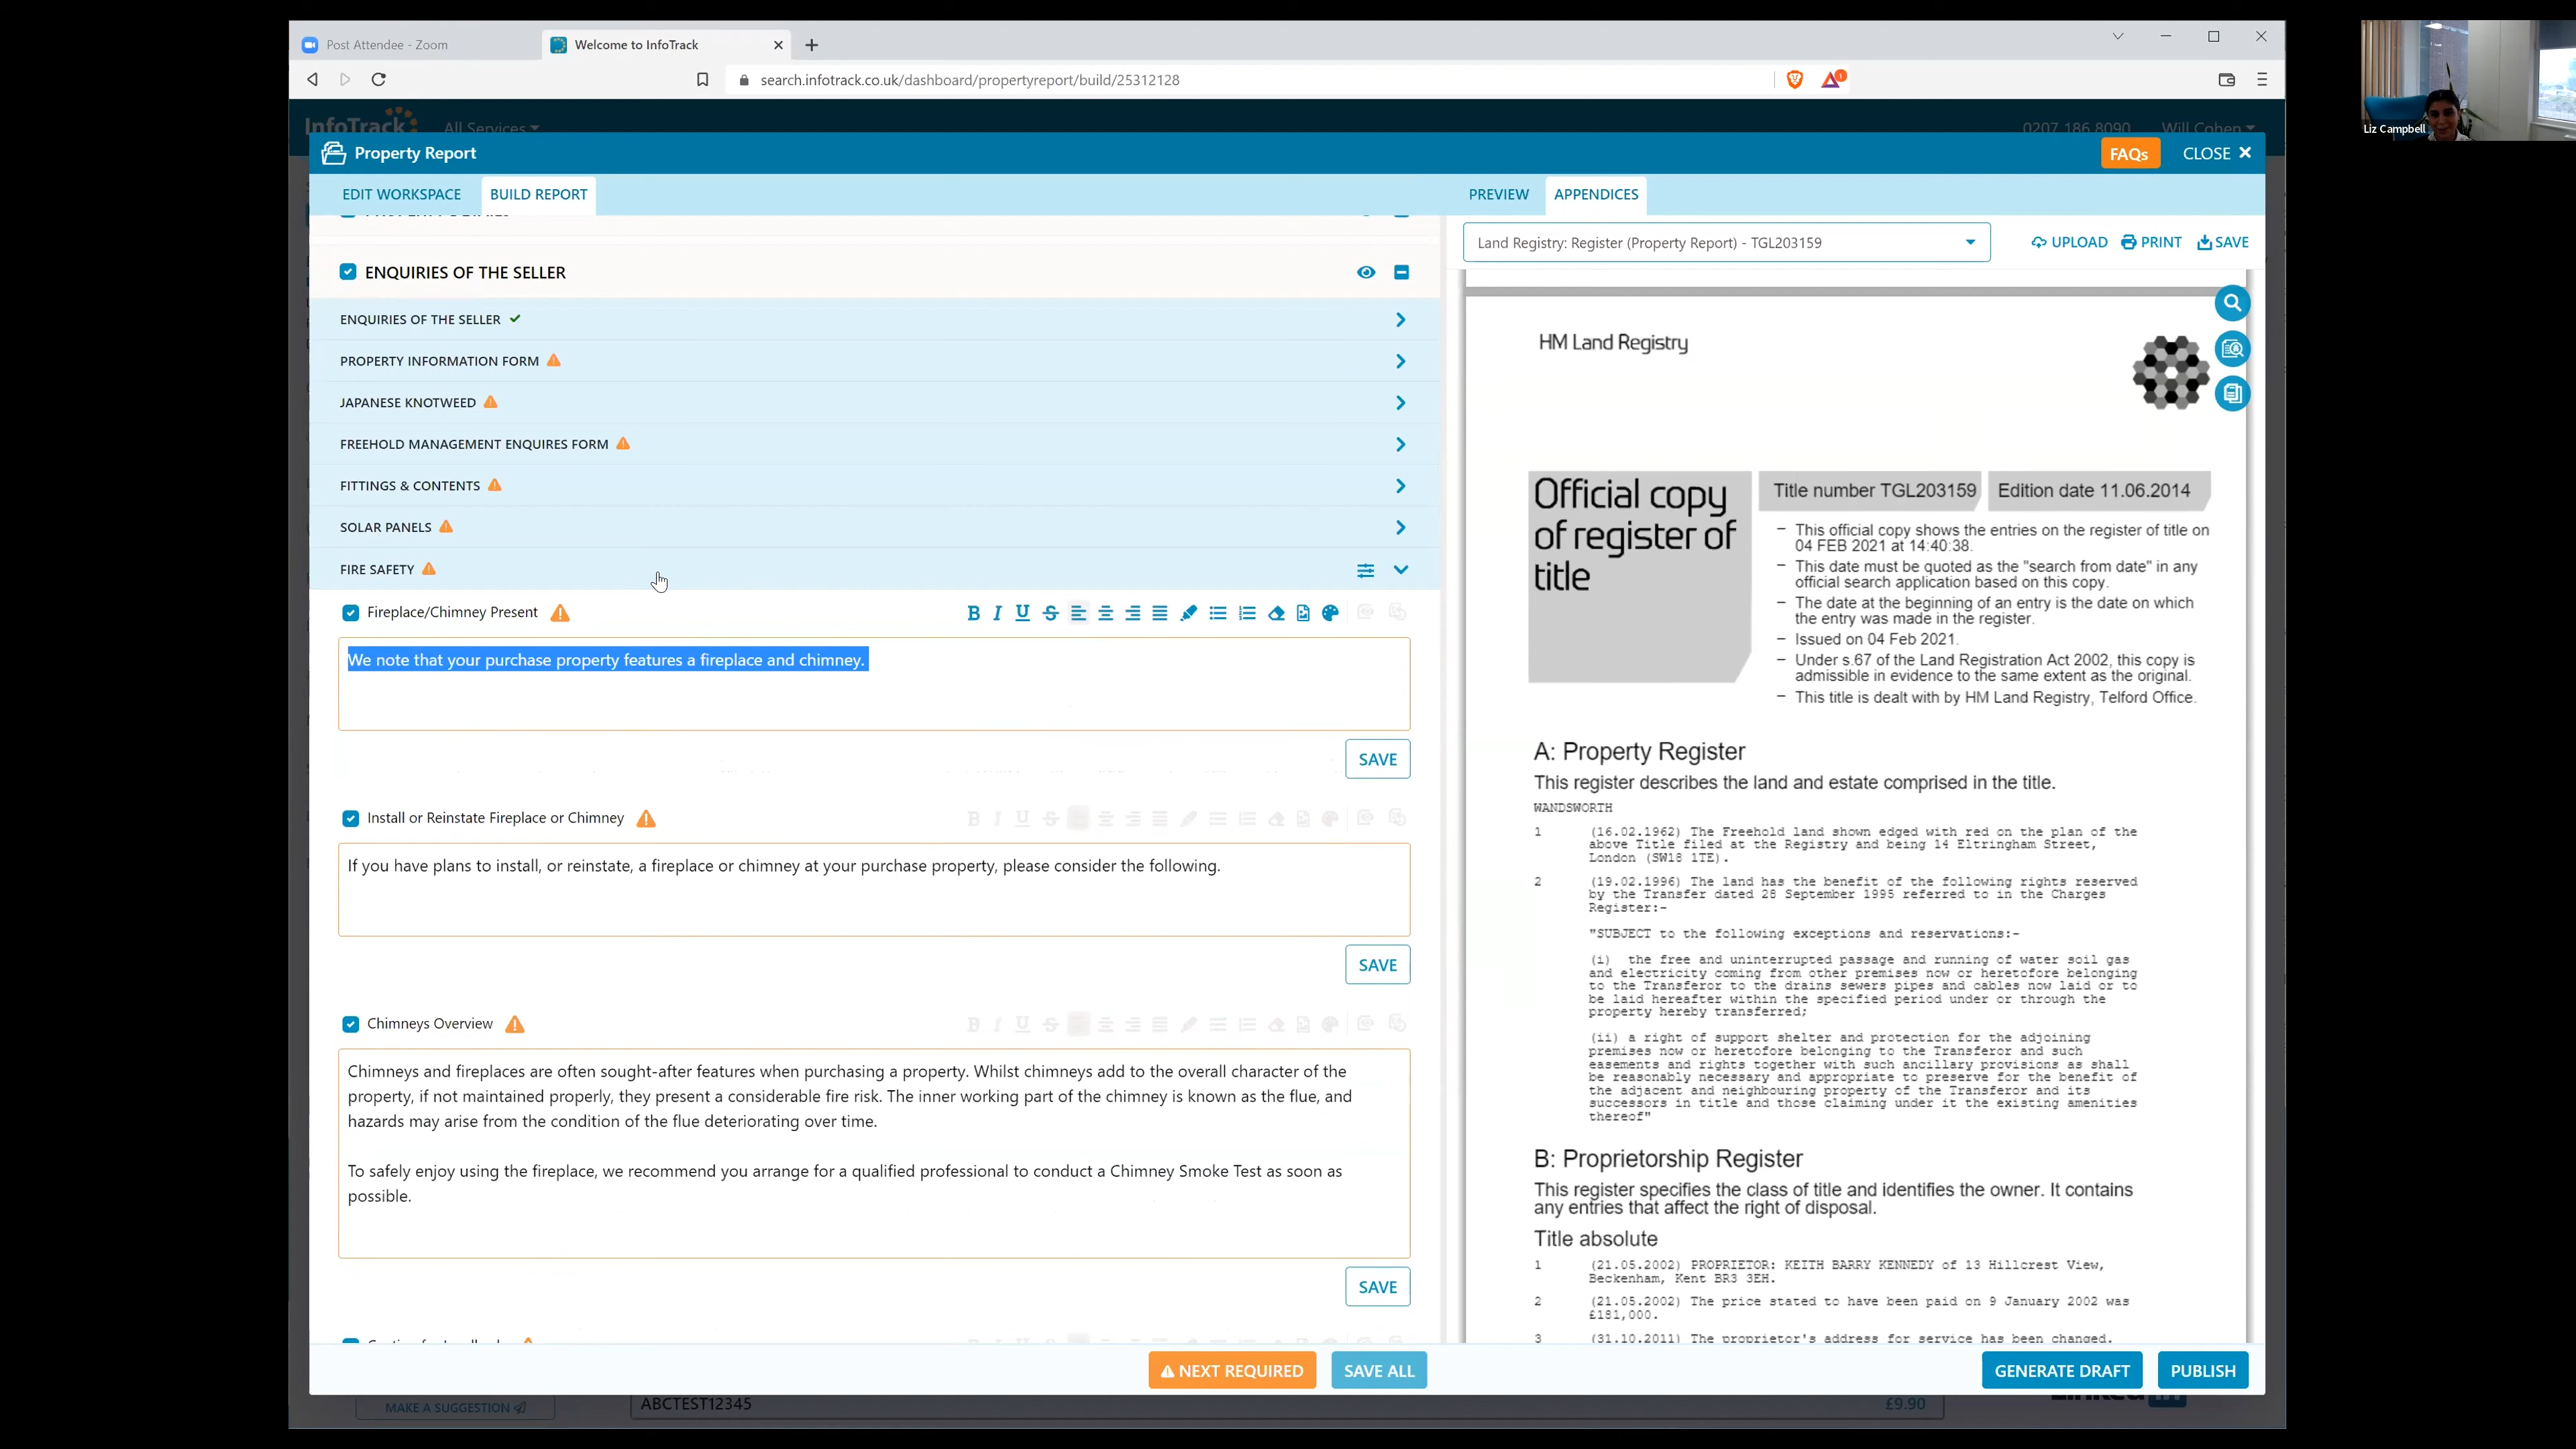 Post Attendee - Zoom
Welcome to InfoTrack
search.infotrack.co.uk/dashboard/propertyreport/build/25312128
1
Liz Campbell
InfoTrack
All Services
0207 186 8090
Will Cohen
Property Report
FAQs
CLOSE
EDIT WORKSPACE
BUILD REPORT
PREVIEW
APPENDICES
PROPERTY DETAILS
Land Registry: Register (Property Report) - TGL203159
UPLOAD
PRINT
SAVE
ENQUIRIES OF THE SELLER
ENQUIRIES OF THE SELLER
PROPERTY INFORMATION FORM
JAPANESE KNOTWEED
FREEHOLD MANAGEMENT ENQUIRES FORM
FITTINGS & CONTENTS
SOLAR PANELS
FIRE SAFETY
Fireplace/Chimney Present
B I U S
We note that your purchase property features a fireplace and chimney.
SAVE
Install or Reinstate Fireplace or Chimney
B I U S
If you have plans to install, or reinstate, a fireplace or chimney at your purchase property, please consider the following.
SAVE
Chimneys Overview
B I U S
Chimneys and fireplaces are often sought-after features when purchasing a property. Whilst chimneys add to the overall character of the
property, if not maintained properly, they present a considerable fire risk. The inner working part of the chimney is known as the flue, and
hazards may arise from the condition of the flue deteriorating over time.
To safely enjoy using the fireplace, we recommend you arrange for a qualified professional to conduct a Chimney Smoke Test as soon as
possible.
SAVE
HM Land Registry
Official copy
of register of
title
Title number TGL203159
Edition date 11.06.2014
– This official copy shows the entries on the register of title on
04 FEB 2021 at 14:40:38.
– This date must be quoted as the "search from date" in any
official search application based on this copy.
– The date at the beginning of an entry is the date on which
the entry was made in the register.
– Issued on 04 Feb 2021.
– Under s.67 of the Land Registration Act 2002, this copy is
admissible in evidence to the same extent as the original.
– This title is dealt with by HM Land Registry, Telford Office.
A: Property Register
This register describes the land and estate comprised in the title.
WANDSWORTH
1 (16.02.1962) The Freehold land shown edged with red on the plan of the
above Title filed at the Registry and being 14 Eltringham Street,
London (SW18 1TE).
2 (19.02.1996) The land has the benefit of the following rights reserved
by the Transfer dated 28 September 1995 referred to in the Charges
Register:-
"SUBJECT to the following exceptions and reservations:-
(i) the free and uninterrupted passage and running of water soil gas
and electricity coming from other premises now or heretofore belonging
to the Transferor to the drains sewers pipes and cables now laid or to
be laid hereafter within the specified period under or through the
property hereby transferred;
(ii) a right of support shelter and protection for the adjoining
premises now or heretofore belonging to the Transferor and such
easements and rights together with such ancillary provisions as shall
be reasonably necessary and appropriate to preserve for the benefit of
the adjacent and neighbouring property of the Transferor and its
successors in title and those claiming under it the existing amenities
thereof"
B: Proprietorship Register
This register specifies the class of title and identifies the owner. It contains
any entries that affect the right of disposal.
Title absolute
1 (21.05.2002) PROPRIETOR: KEITH BARRY KENNEDY of 13 Hillcrest View,
Beckenham, Kent BR3 3EH.
2 (21.05.2002) The price stated to have been paid on 9 January 2002 was
£181,000.
3 (31.10.2011) The proprietor's address for service has been changed.
NEXT REQUIRED
SAVE ALL
GENERATE DRAFT
PUBLISH
MAKE A SUGGESTION
ABCTEST12345
£9.90